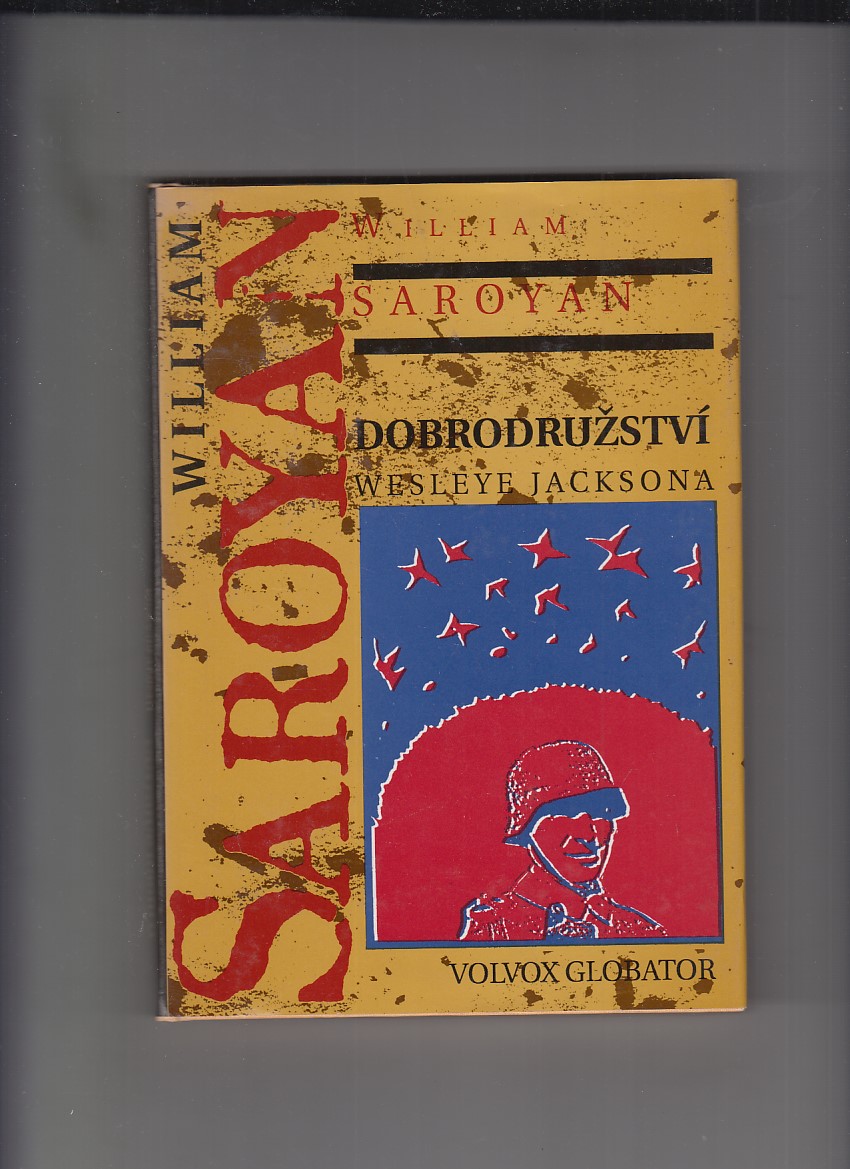 WILLIAM
SAROYAN
WILLIAM
SAROYAN
DOBRODRUŽSTVÍ
WESLEYE JACKSONA
VOLVOX GLOBATOR